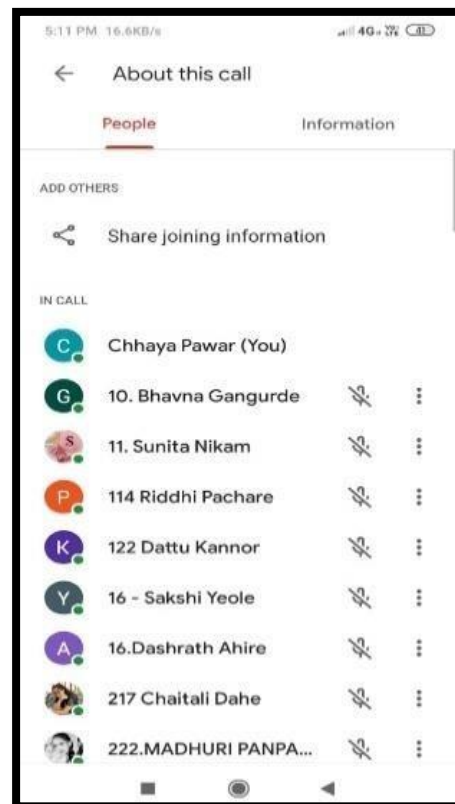 5:11 PM 16.6KB/s 4G
About this call
People Information
ADD OTHERS
Share joining information
IN CALL
C Chhaya Pawar (You)
G 10. Bhavna Gangurde
S 11. Sunita Nikam
P 114 Riddhi Pachare
K 122 Dattu Kannor
Y 16 - Sakshi Yeole
A 16.Dashrath Ahire
217 Chaitali Dahe
222.MADHURI PANPA...